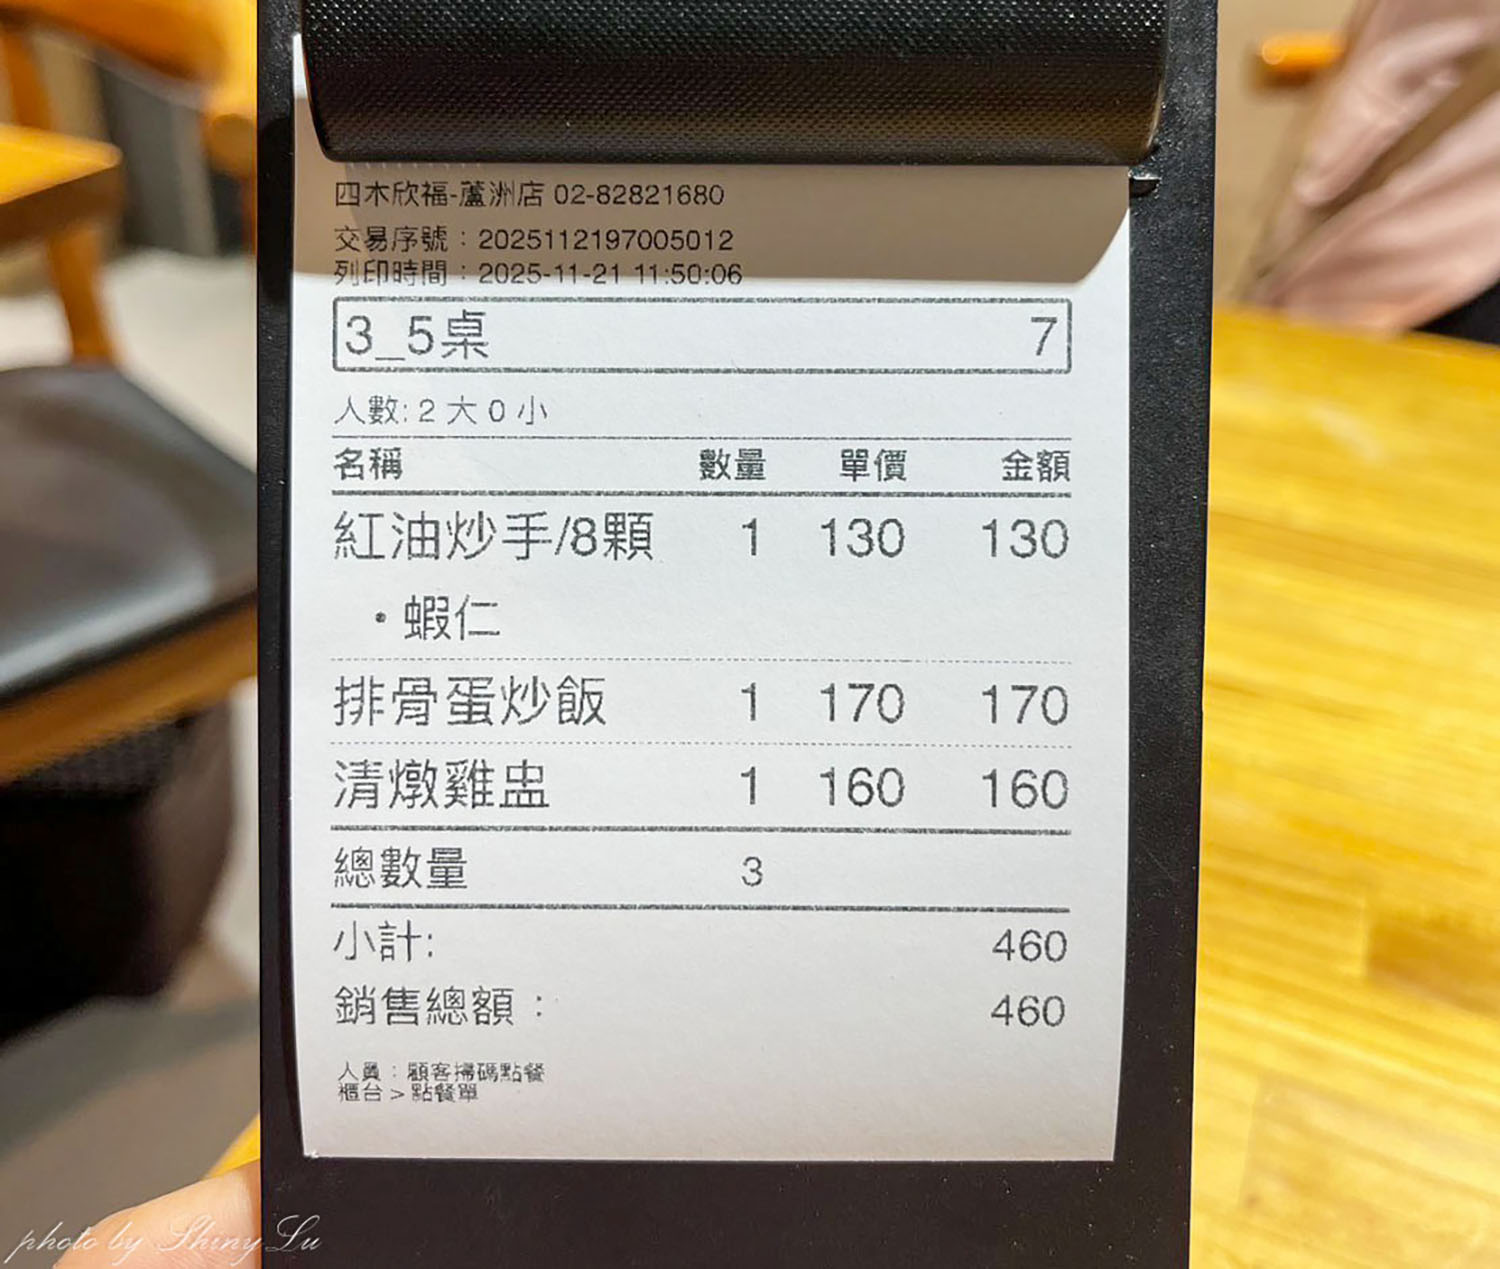 四木欣福-蘆洲店 02-82821680
交易序號：2025112197005012
列印時間：2025-11-21 11:50:06
3_5桌 7
人數: 2 大 0 小
名稱 數量 單價 金額
紅油炒手/8顆 1 130 130
・蝦仁
排骨蛋炒飯 1 170 170
清燉雞盅 1 160 160
總數量 3
小計: 460
銷售總額： 460
人員：顧客掃碼點餐
櫃台 > 點餐單
photo by Shiny Lu